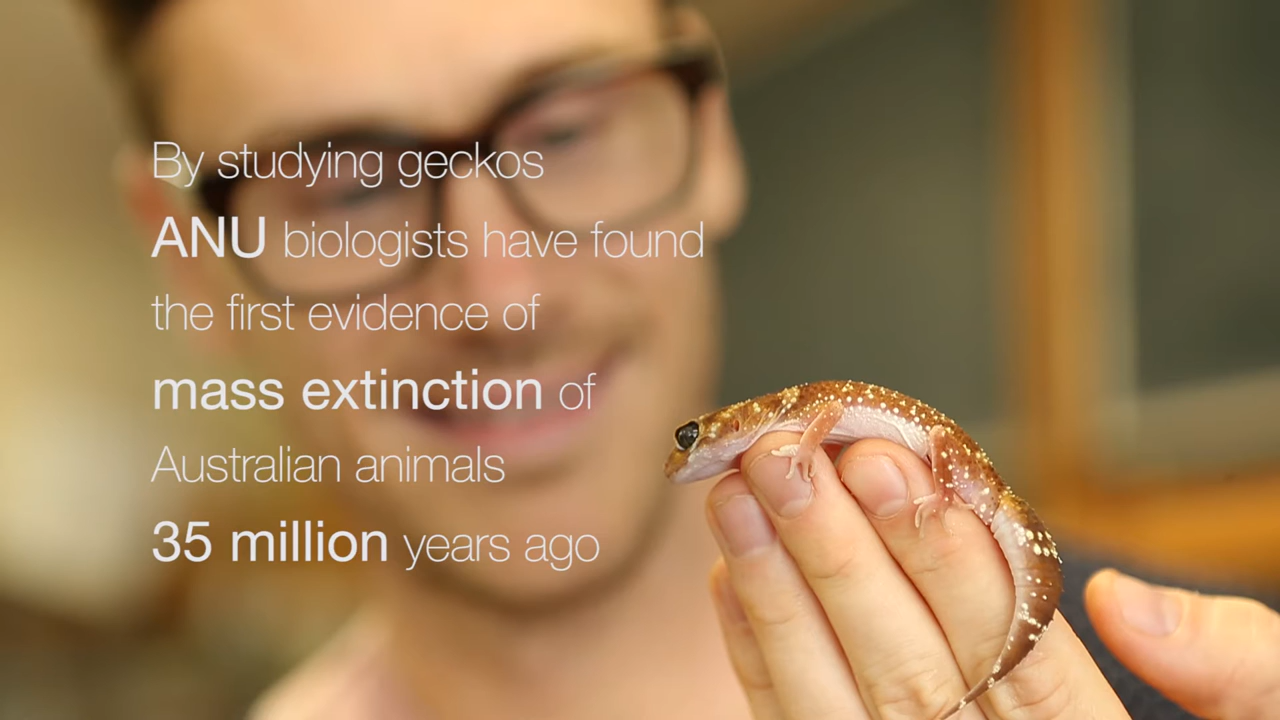 By studying geckos
ANU biologists have found
the first evidence of
mass extinction of
Australian animals
35 million years ago